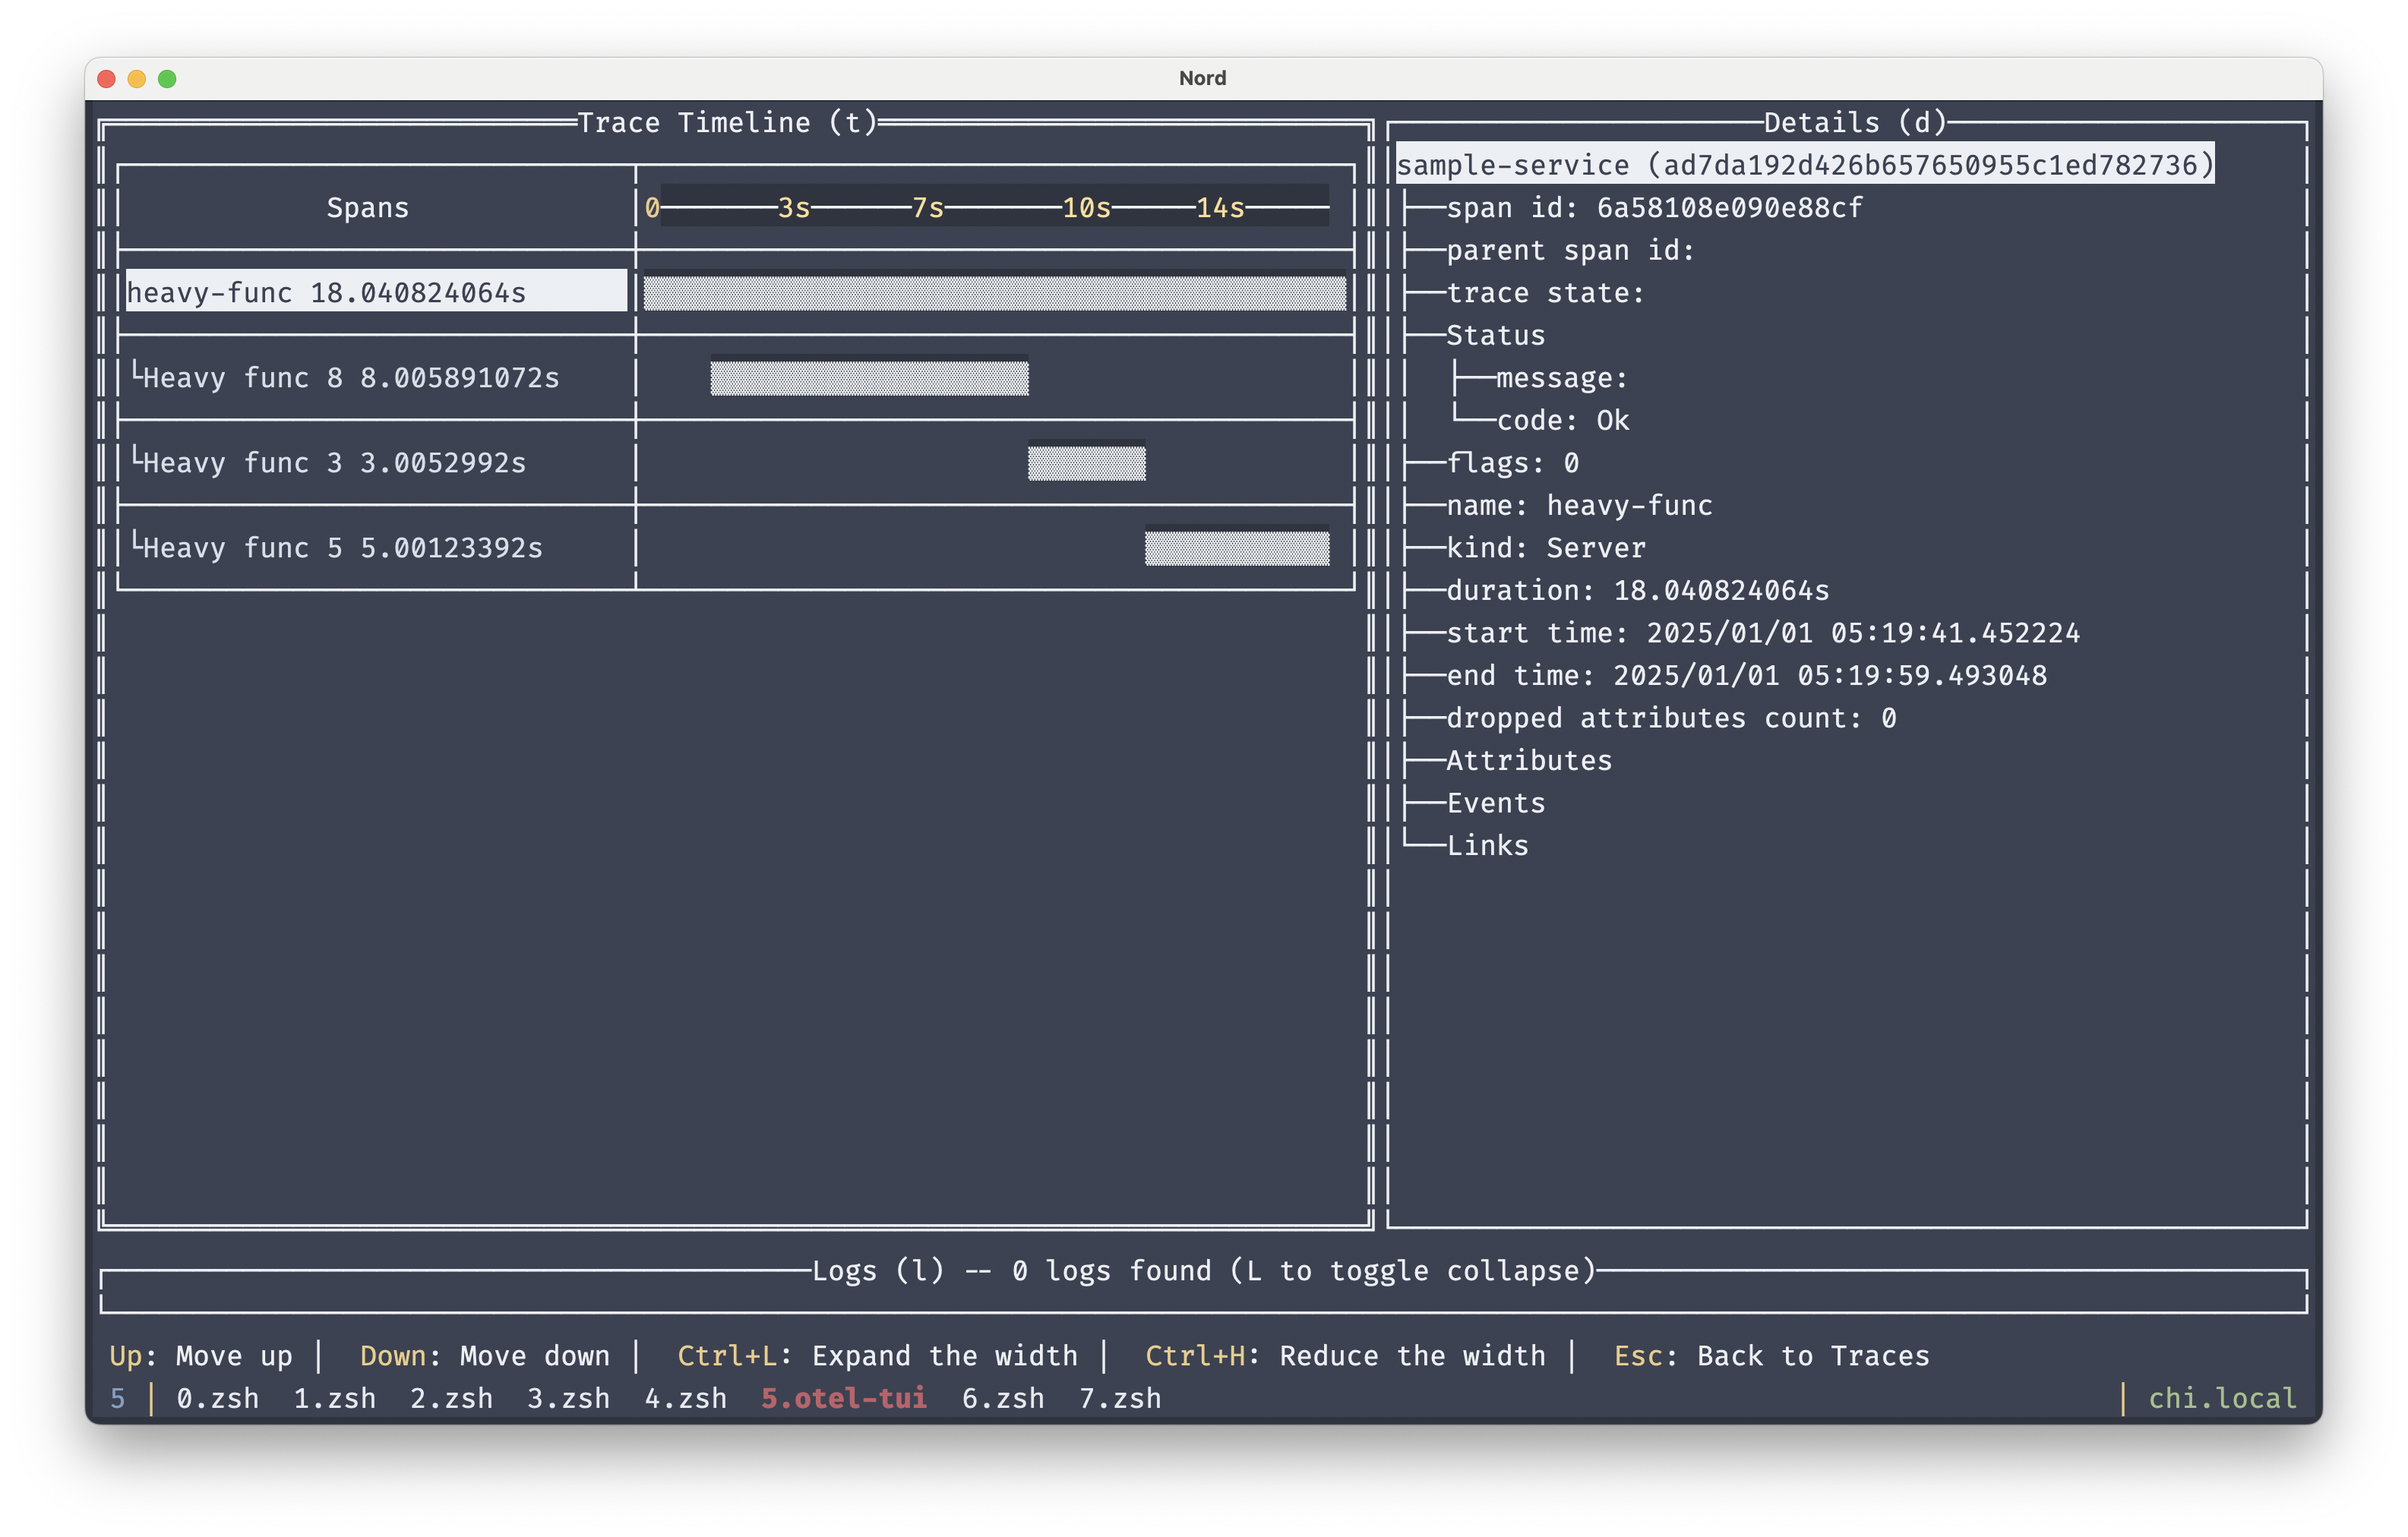 Nord
Trace Timeline (t)
Spans
0 3s 7s 10s 14s
heavy-func 18.040824064s
Heavy func 8 8.005891072s
Heavy func 3 3.0052992s
Heavy func 5 5.00123392s
Details (d)
sample-service (ad7da192d426b657650955c1ed782736)
span id: 6a58108e090e88cf
parent span id:
trace state:
Status
message:
code: Ok
flags: 0
name: heavy-func
kind: Server
duration: 18.040824064s
start time: 2025/01/01 05:19:41.452224
end time: 2025/01/01 05:19:59.493048
dropped attributes count: 0
Attributes
Events
Links
Logs (l) -- 0 logs found (L to toggle collapse)
Up: Move up | Down: Move down | Ctrl+L: Expand the width | Ctrl+H: Reduce the width | Esc: Back to Traces
5 | 0.zsh 1.zsh 2.zsh 3.zsh 4.zsh 5.otel-tui 6.zsh 7.zsh | chi.local